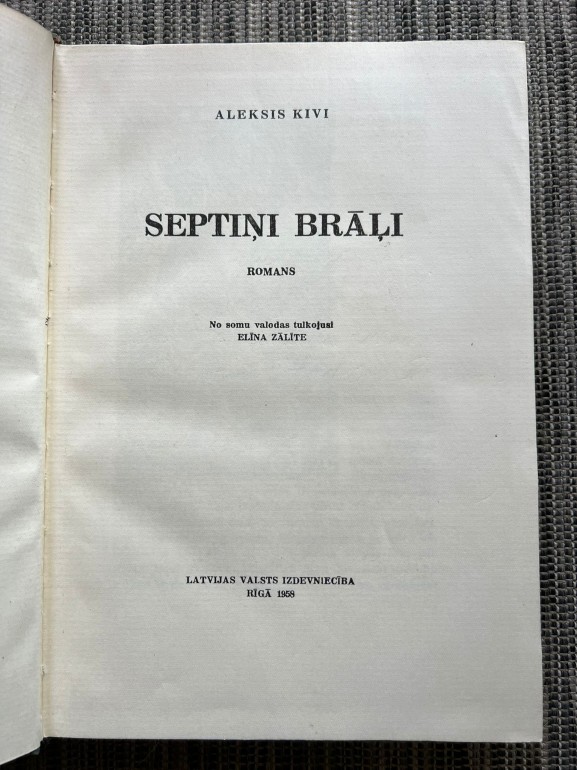 ALEKSIS KIVI
SEPTIŅI BRĀĻI
ROMANS
No somu valodas tulkojusi
ELĪNA ZĀLĪTE
LATVIJAS VALSTS IZDEVNIECĪBA
RĪGĀ 1958